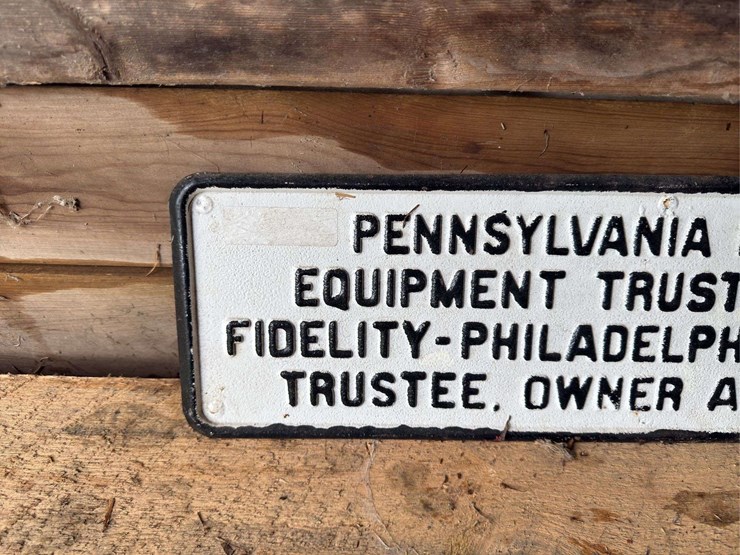 PENNSYLVANIA
EQUIPMENT TRUST
FIDELITY-PHILADELPH
TRUSTEE, OWNER A